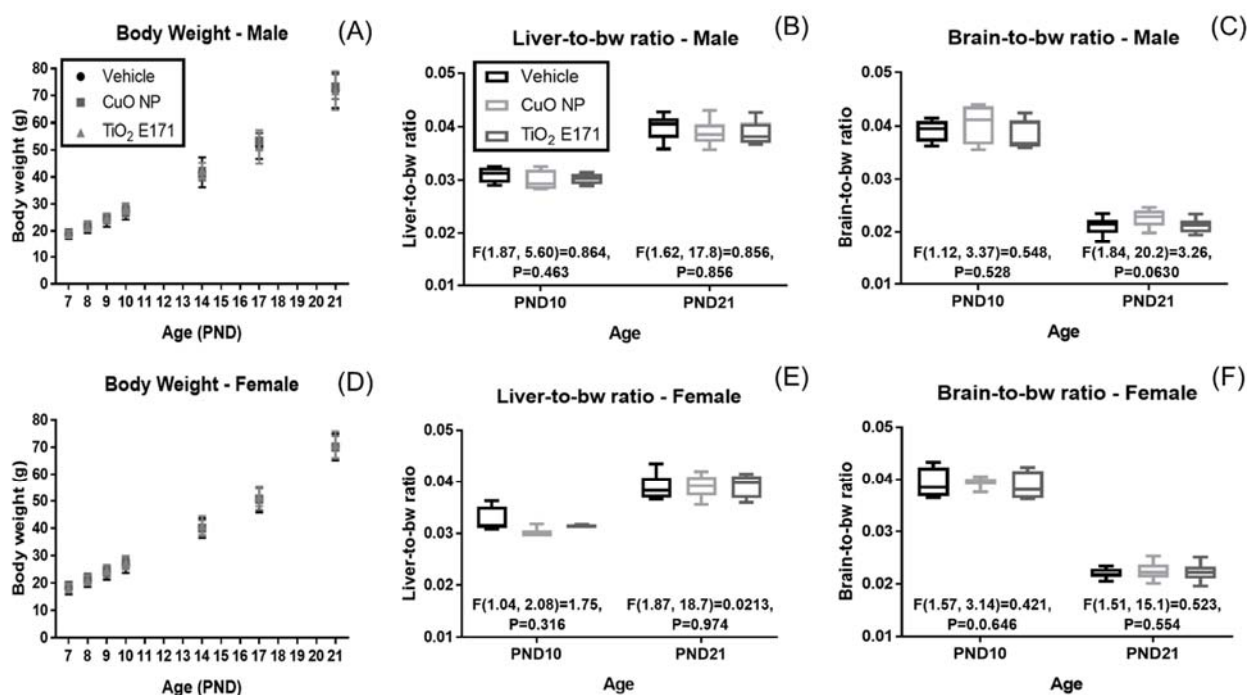 Body Weight - Male
(A)
80
70
60
50
40
30
20
10
0
Body weight (g)
Vehicle
CuO NP
TiO₂ E171
7 8 9 10 11 12 13 14 15 16 17 18 19 20 21
Age (PND)
Liver-to-bw ratio - Male
(B)
0.05
0.04
0.03
0.02
0.01
Liver-to-bw ratio
Vehicle
CuO NP
TiO₂ E171
F(1.87, 5.60)=0.864,
P=0.463
F(1.62, 17.8)=0.856,
P=0.856
PND10 PND21
Age
Brain-to-bw ratio - Male
(C)
0.05
0.04
0.03
0.02
0.01
Brain-to-bw ratio
F(1.12, 3.37)=0.548,
P=0.528
F(1.84, 20.2)=3.26,
P=0.0630
PND10 PND21
Age
Body Weight - Female
(D)
80
70
60
50
40
30
20
10
0
Body weight (g)
7 8 9 10 11 12 13 14 15 16 17 18 19 20 21
Age (PND)
Liver-to-bw ratio - Female
(E)
0.05
0.04
0.03
0.02
0.01
Liver-to-bw ratio
F(1.04, 2.08)=1.75,
P=0.316
F(1.87, 18.7)=0.0213,
P=0.974
PND10 PND21
Age
Brain-to-bw ratio - Female
(F)
0.05
0.04
0.03
0.02
0.01
Brain-to-bw ratio
F(1.57, 3.14)=0.421,
P=0.0.646
F(1.51, 15.1)=0.523,
P=0.554
PND10 PND21
Age